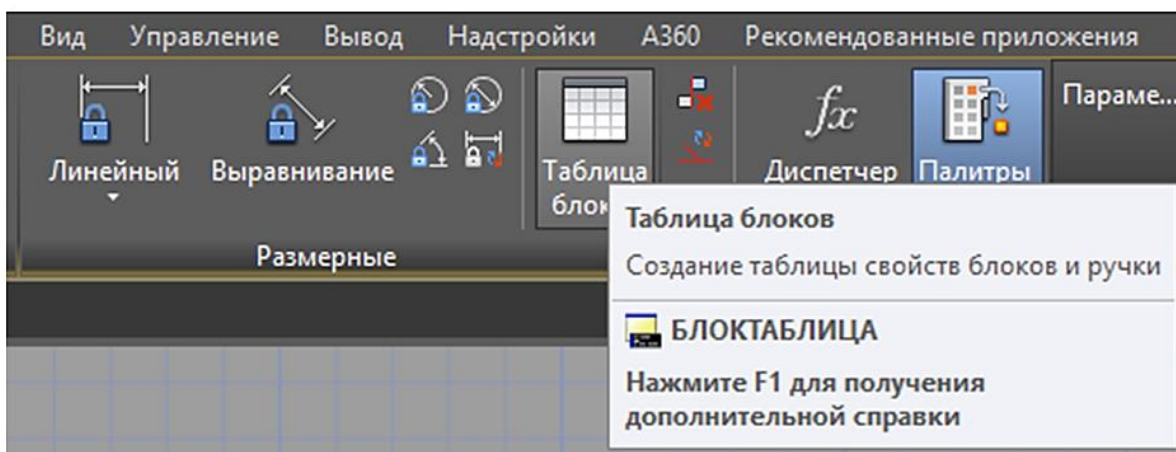 Вид Управление Вывод Надстройки A360 Рекомендованные приложения
Линейный Выравнивание Таблица Диспетчер Палитры Параме...
Размерные
Таблица блоков
Создание таблицы свойств блоков и ручки
БЛОКТАБЛИЦА
Нажмите F1 для получения
дополнительной справки